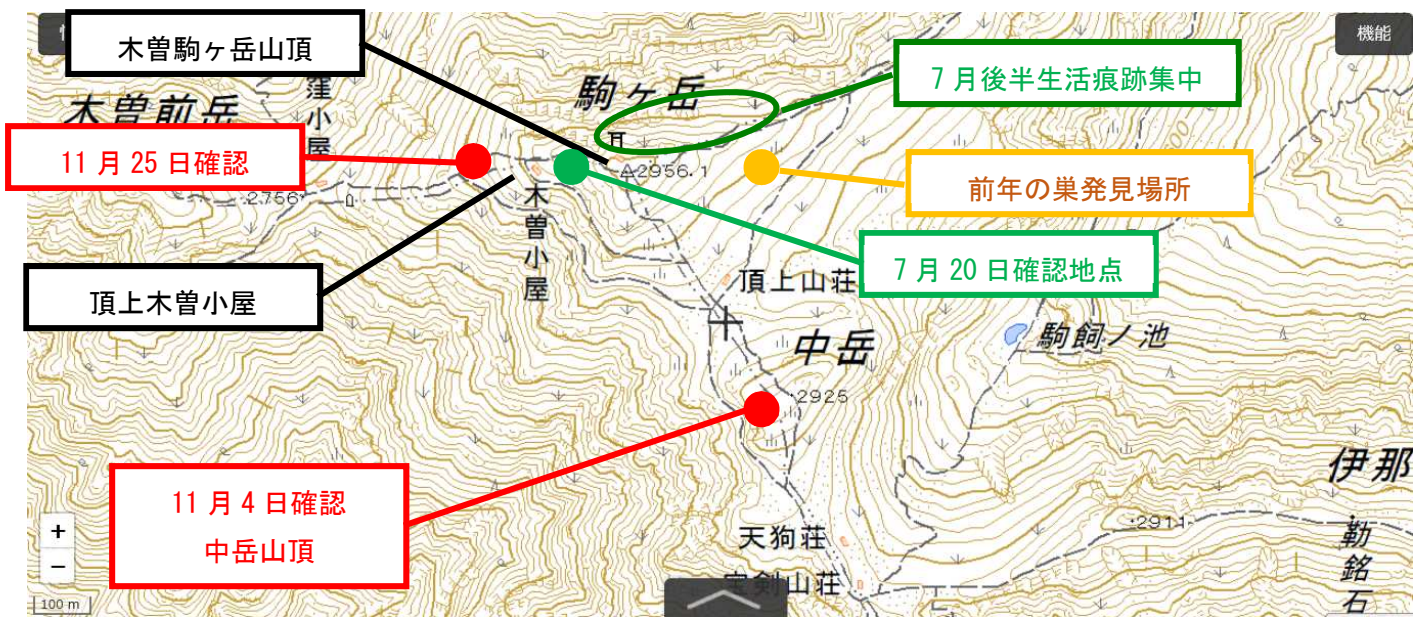 木曽駒ヶ岳山頂
機能
駒ヶ岳
7月後半生活痕跡集中
木曽前岳
窪小屋
11月25日確認
2956.1
前年の巣発見場所
2756
木曽小屋
7月20日確認地点
頂上山荘
頂上木曽小屋
中岳
駒飼ノ池
2925
11月4日確認
中岳山頂
伊那
天狗荘
2911
勒銘石
宝剣山荘
+
−
100 m